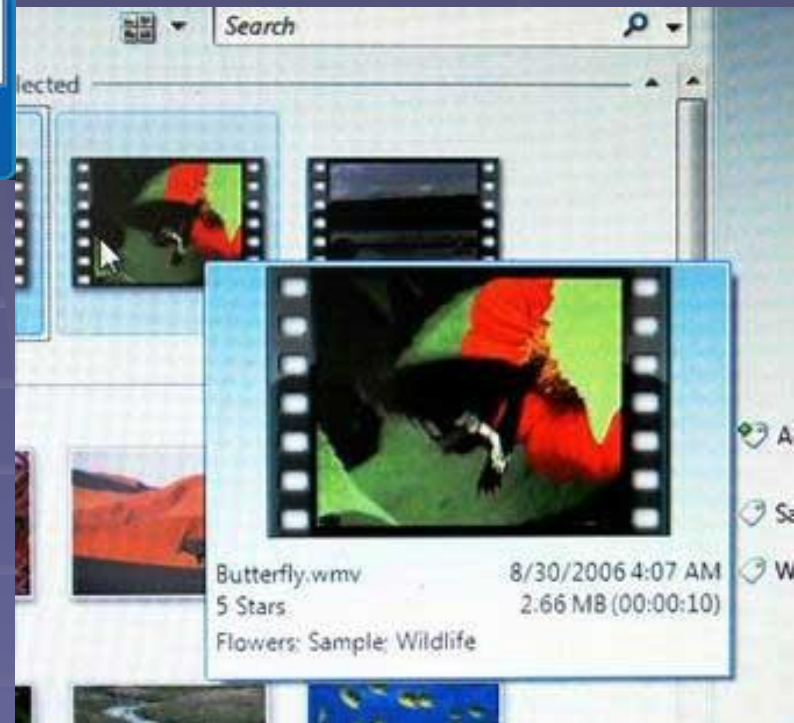 Search
lected
Butterfly.wmv 8/30/2006 4:07 AM
5 Stars 2.66 MB (00:00:10)
Flowers; Sample; Wildlife
A
Sa
W